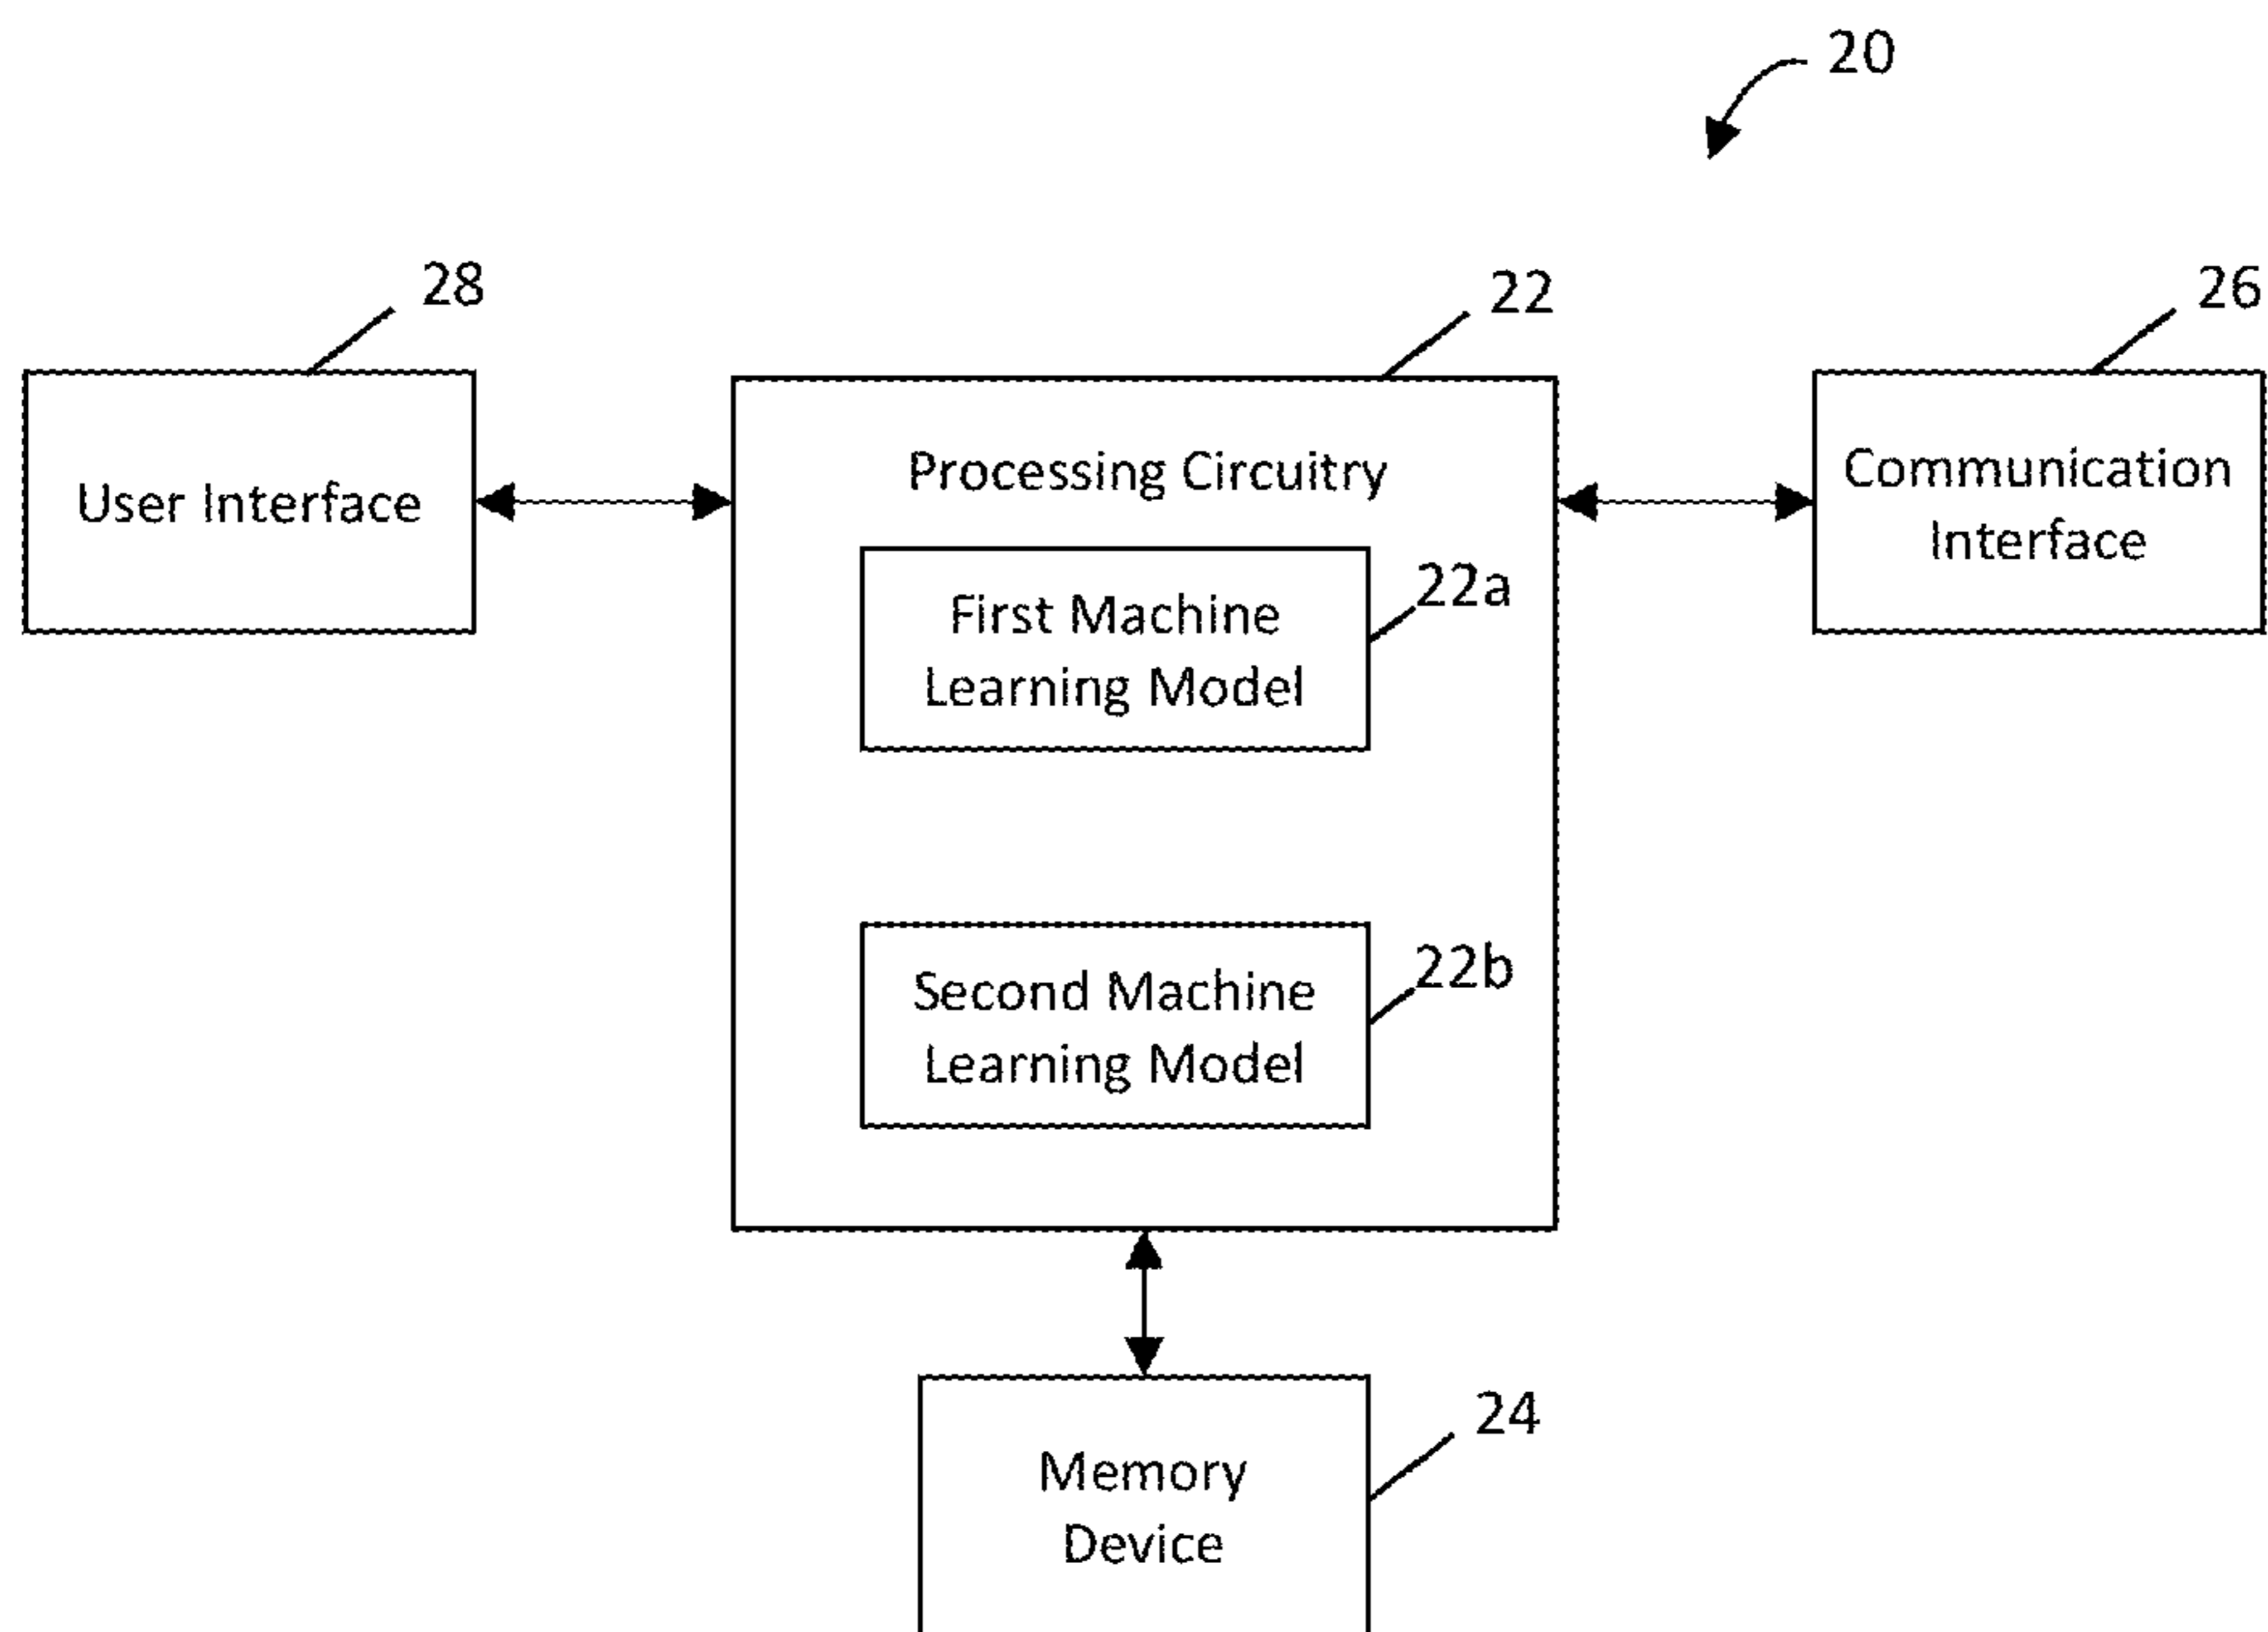 20
28
22
26
User Interface
Processing Circuitry
Communication
Interface
First Machine
Learning Model
22a
Second Machine
Learning Model
22b
24
Memory
Device